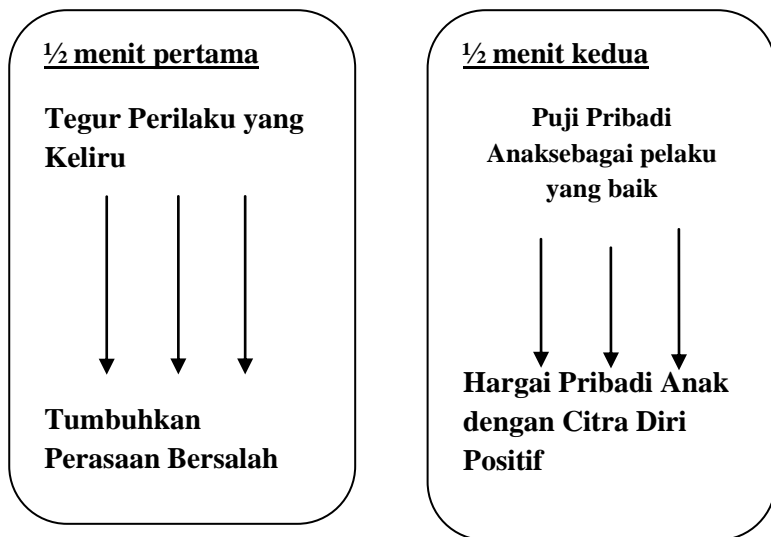 ½ menit pertama
Tegur Perilaku yang
Keliru
Tumbuhkan
Perasaan Bersalah
½ menit kedua
Puji Pribadi
Anaksebagai pelaku
yang baik
Hargai Pribadi Anak
dengan Citra Diri
Positif